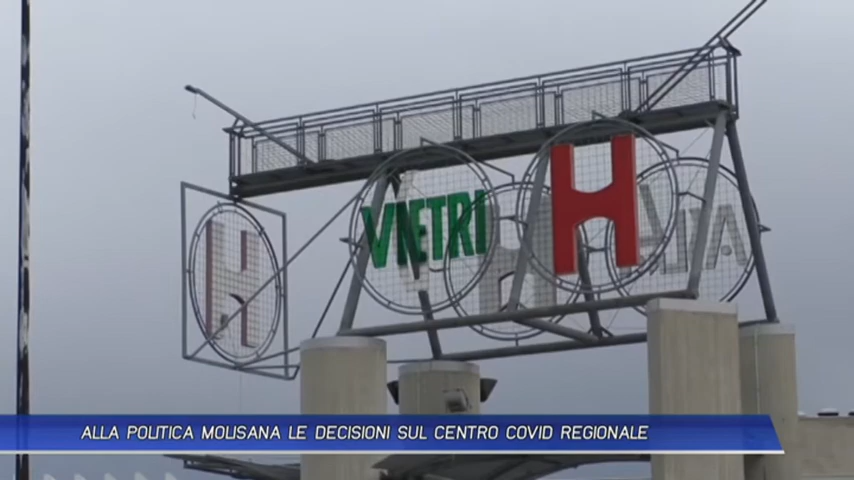 VIETRI
H
H
ALLA POLITICA MOLISANA LE DECISIONI SUL CENTRO COVID REGIONALE